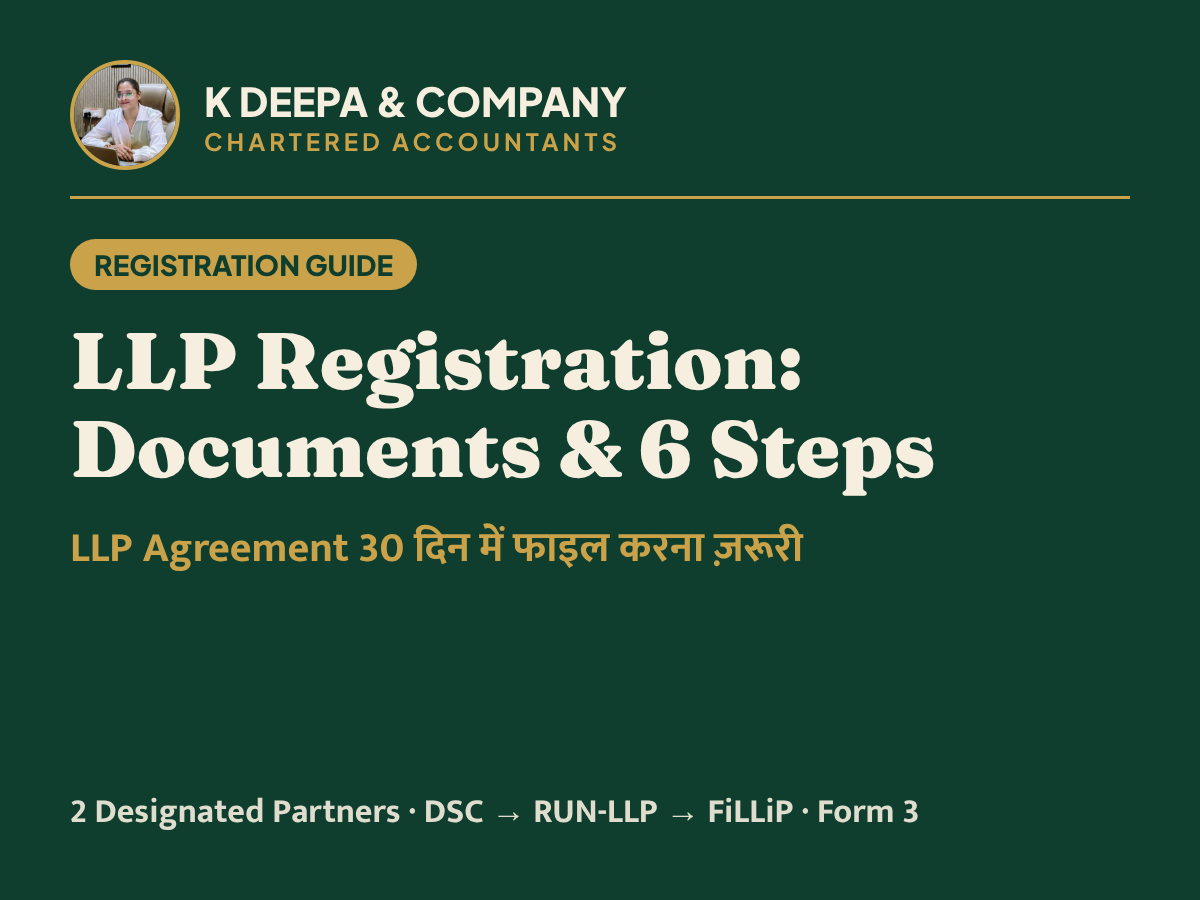 K DEEPA & COMPANY
CHARTERED ACCOUNTANTS
REGISTRATION GUIDE
LLP Registration:
Documents & 6 Steps
LLP Agreement 30 दिन में फाइल करना ज़रूरी
2 Designated Partners · DSC → RUN-LLP → FiLLiP · Form 3